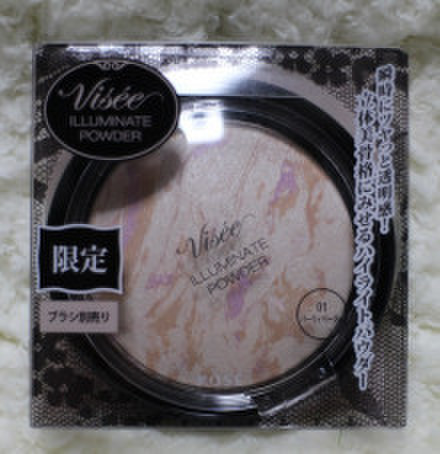 Visée
ILLUMINATE
POWDER
瞬時にツヤっと透明感!
立体美骨格にみせるハイライトパウダー
Visée
ILLUMINATE
POWDER
限定
ブラシ別売り
01